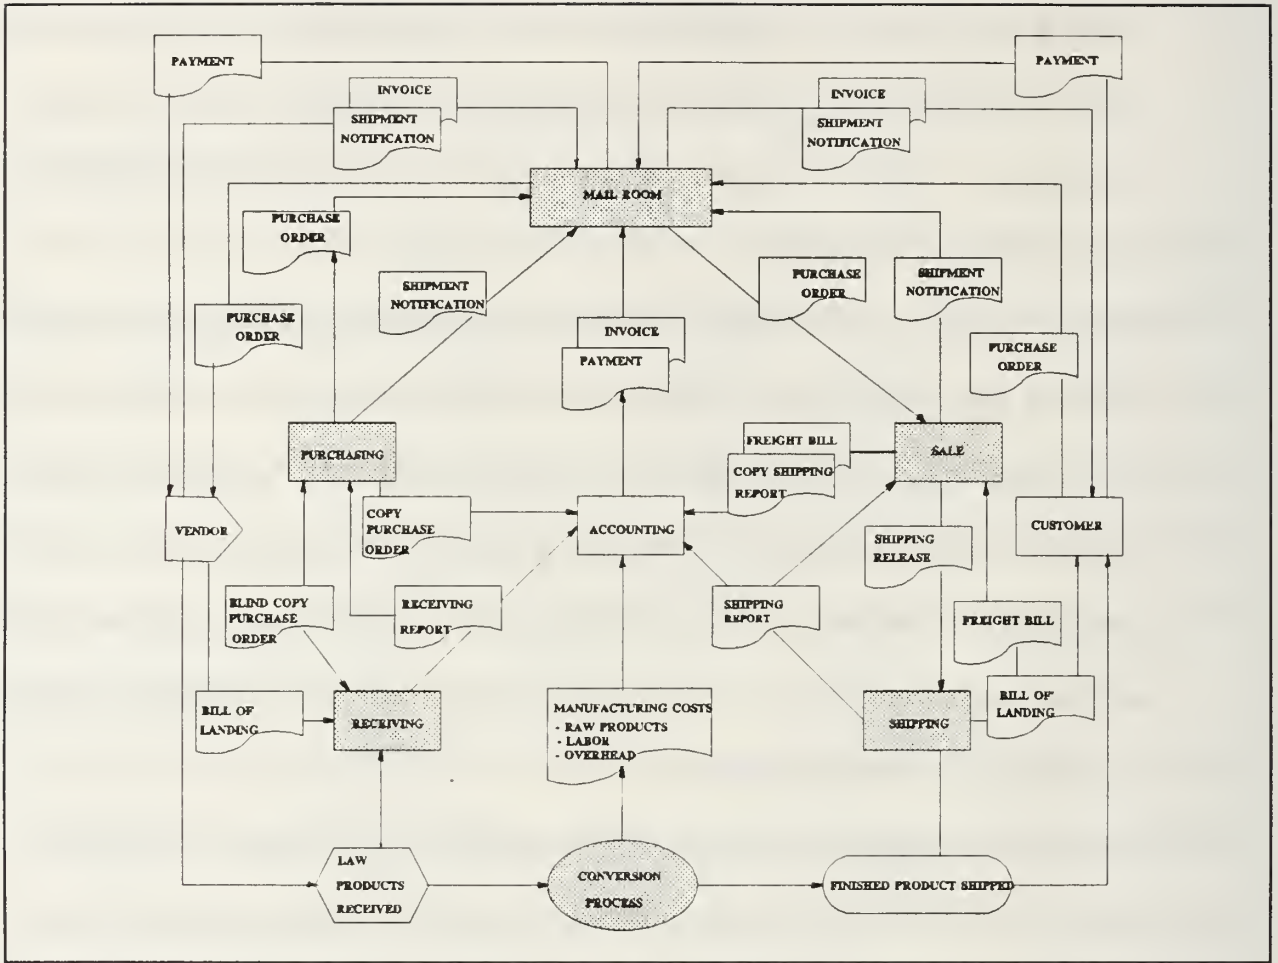 PAYMENT
PAYMENT
INVOICE
SHIPMENT
NOTIFICATION
INVOICE
SHIPMENT
NOTIFICATION
MAIL ROOM
PURCHASE
ORDER
SHIPMENT
NOTIFICATION
PURCHASE
ORDER
SHIPMENT
NOTIFICATION
PURCHASE
ORDER
INVOICE
PAYMENT
PURCHASE
ORDER
PURCHASING
FREIGHT BILL
COPY SHIPPING
REPORT
SALE
VENDOR
COPY
PURCHASE
ORDER
ACCOUNTING
SHIPPING
RELEASE
CUSTOMER
BLIND COPY
PURCHASE
ORDER
RECEIVING
REPORT
SHIPPING
REPORT
FREIGHT BILL
BILL OF
LANDING
RECEIVING
MANUFACTURING COSTS
- RAW PRODUCTS
- LABOR
- OVERHEAD
SHIPPING
BILL OF
LANDING
LAW
PRODUCTS
RECEIVED
CONVERSION
PROCESS
FINISHED PRODUCT SHIPPED